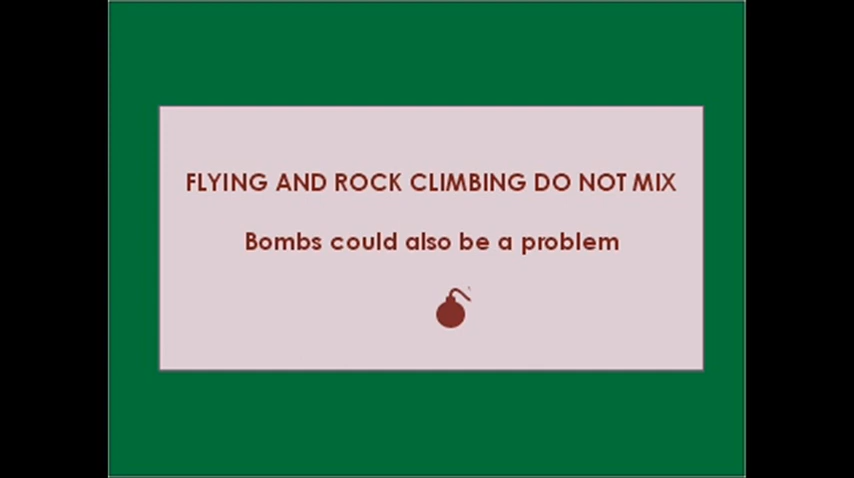 FLYING AND ROCK CLIMBING DO NOT MIX
Bombs could also be a problem